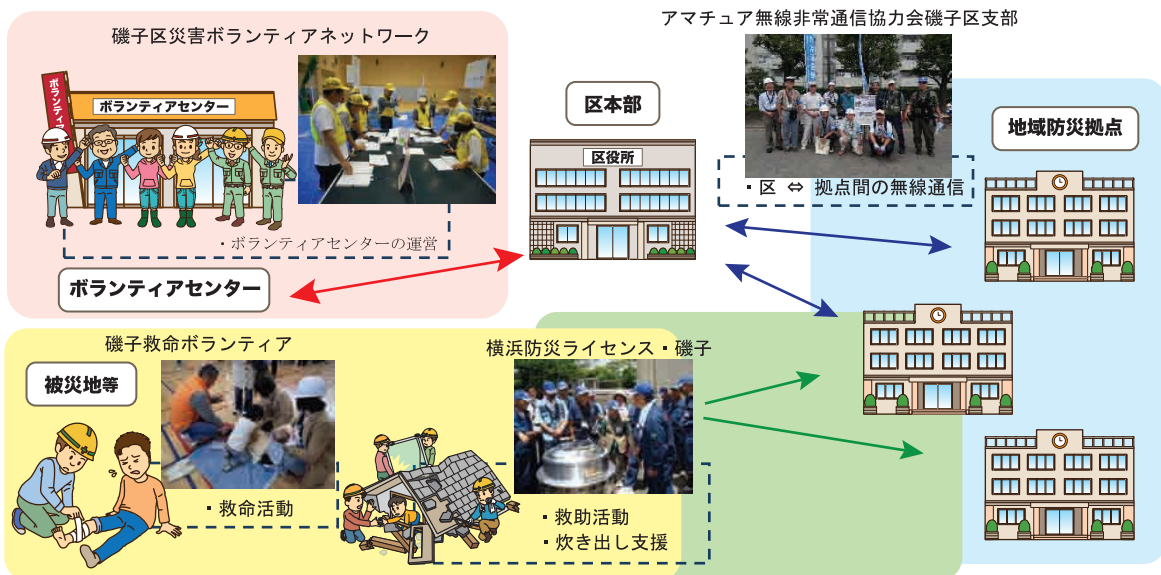 磯子区災害ボランティアネットワーク
ボランティア
ボランティアセンター
・ボランティアセンターの運営
ボランティアセンター
区本部
区役所
アマチュア無線非常通信協力会磯子区支部
・区 ⇔ 拠点間の無線通信
地域防災拠点
磯子救命ボランティア
被災地等
・救命活動
横浜防災ライセンス・磯子
・救助活動
・炊き出し支援